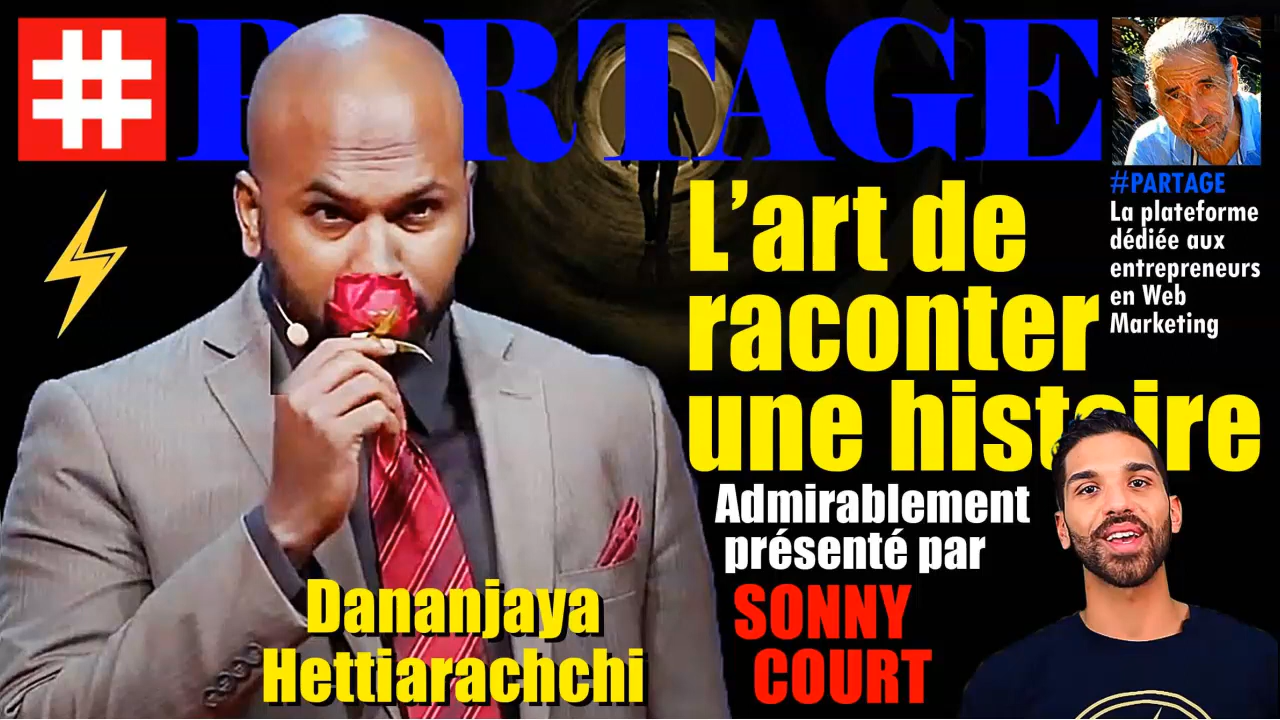 #PARTAGE
#PARTAGE
La plateforme
dédiée aux
entrepreneurs
en Web
Marketing
L'art de
raconter
une histoire
Admirablement
présenté par
SONNY
COURT
Dananjaya
Hettiarachchi